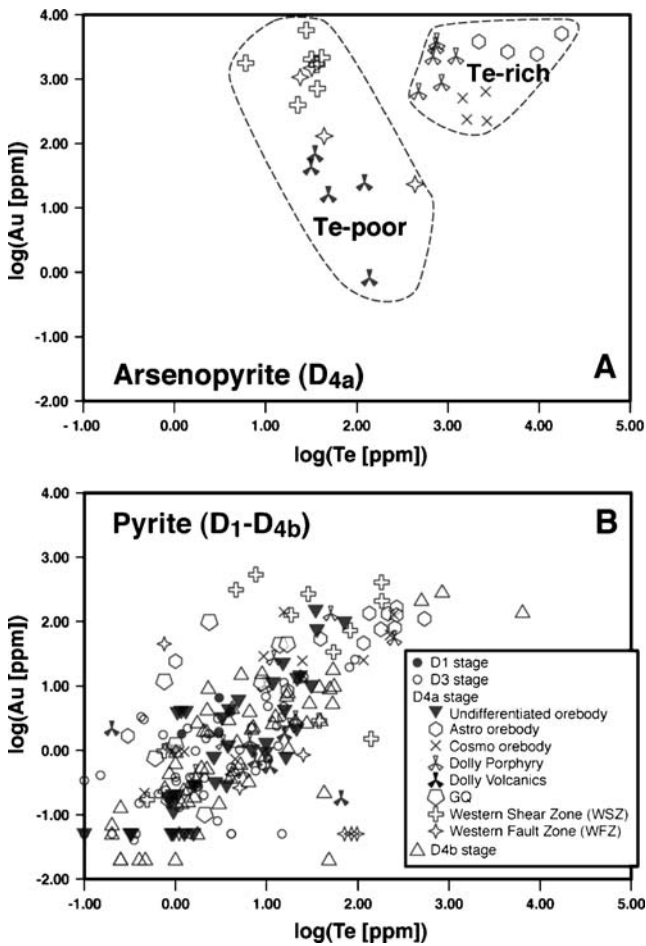 4.00
3.00
2.00
1.00
0.00
-1.00
-2.00
log(Au [ppm])
Te-rich
Te-poor
Arsenopyrite (D4a)
A
- 1.00
0.00
1.00
2.00
3.00
4.00
5.00
log(Te [ppm])
4.00
3.00
2.00
1.00
0.00
-1.00
-2.00
log(Au [ppm])
Pyrite (D1-D4b)
B
D1 stage
D3 stage
D4a stage
Undifferentiated orebody
Astro orebody
Cosmo orebody
Dolly Porphyry
Dolly Volcanics
GQ
Western Shear Zone (WSZ)
Western Fault Zone (WFZ)
D4b stage
-1.00
0.00
1.00
2.00
3.00
4.00
5.00
log(Te [ppm])